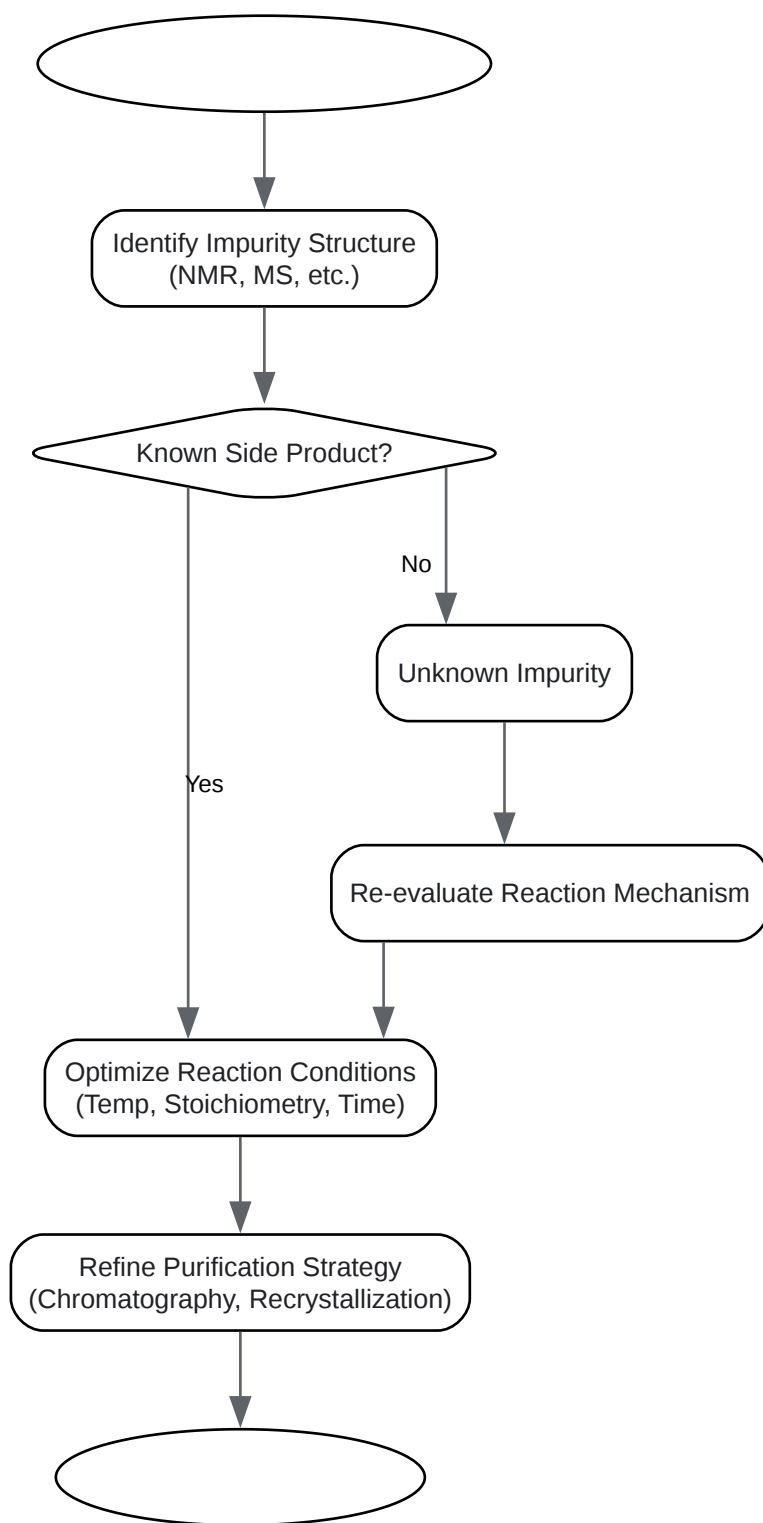 Identify Impurity Structure
(NMR, MS, etc.)
Known Side Product?
No
Unknown Impurity
Yes
Re-evaluate Reaction Mechanism
Optimize Reaction Conditions
(Temp, Stoichiometry, Time)
Refine Purification Strategy
(Chromatography, Recrystallization)